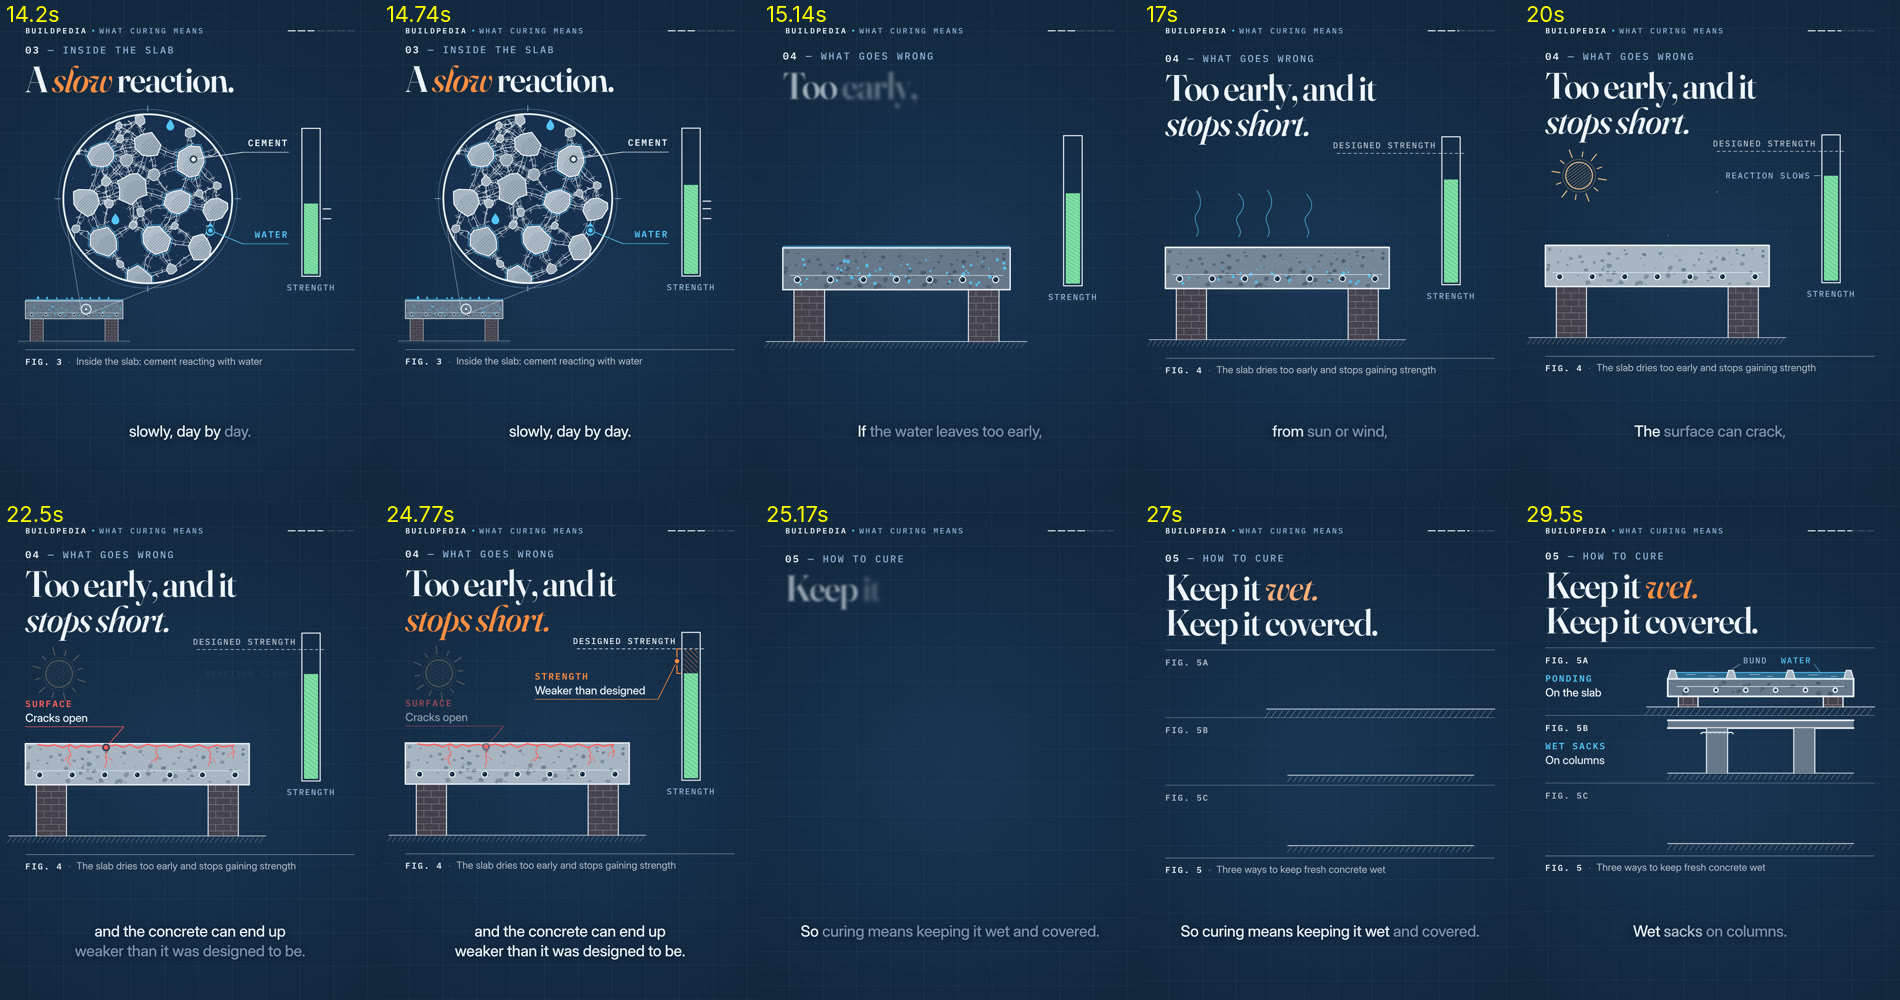 14.2s
BUILDPEDIA • WHAT CURING MEANS
03 — INSIDE THE SLAB
A slow reaction.
CEMENT
WATER
STRENGTH
FIG. 3 · Inside the slab: cement reacting with water
slowly, day by day.
14.74s
BUILDPEDIA • WHAT CURING MEANS
03 — INSIDE THE SLAB
A slow reaction.
CEMENT
WATER
STRENGTH
FIG. 3 · Inside the slab: cement reacting with water
slowly, day by day.
15.14s
BUILDPEDIA • WHAT CURING MEANS
04 — WHAT GOES WRONG
Too early,
STRENGTH
If the water leaves too early,
17s
BUILDPEDIA • WHAT CURING MEANS
04 — WHAT GOES WRONG
Too early, and it
stops short.
DESIGNED STRENGTH
STRENGTH
FIG. 4 · The slab dries too early and stops gaining strength
from sun or wind,
20s
BUILDPEDIA • WHAT CURING MEANS
04 — WHAT GOES WRONG
Too early, and it
stops short.
DESIGNED STRENGTH
REACTION SLOWS
STRENGTH
FIG. 4 · The slab dries too early and stops gaining strength
The surface can crack,
22.5s
BUILDPEDIA • WHAT CURING MEANS
04 — WHAT GOES WRONG
Too early, and it
stops short.
DESIGNED STRENGTH
REACTION SLOWS
SURFACE
Cracks open
STRENGTH
FIG. 4 · The slab dries too early and stops gaining strength
and the concrete can end up
weaker than it was designed to be.
24.77s
BUILDPEDIA • WHAT CURING MEANS
04 — WHAT GOES WRONG
Too early, and it
stops short.
DESIGNED STRENGTH
STRENGTH
Weaker than designed
SURFACE
Cracks open
STRENGTH
FIG. 4 · The slab dries too early and stops gaining strength
and the concrete can end up
weaker than it was designed to be.
25.17s
BUILDPEDIA • WHAT CURING MEANS
05 — HOW TO CURE
Keep it
So curing means keeping it wet and covered.
27s
BUILDPEDIA • WHAT CURING MEANS
05 — HOW TO CURE
Keep it wet.
Keep it covered.
FIG. 5A
FIG. 5B
FIG. 5C
FIG. 5 · Three ways to keep fresh concrete wet
So curing means keeping it wet and covered.
29.5s
BUILDPEDIA • WHAT CURING MEANS
05 — HOW TO CURE
Keep it wet.
Keep it covered.
FIG. 5A
BUND WATER
PONDING
On the slab
FIG. 5B
WET SACKS
On columns
FIG. 5C
FIG. 5 · Three ways to keep fresh concrete wet
Wet sacks on columns.